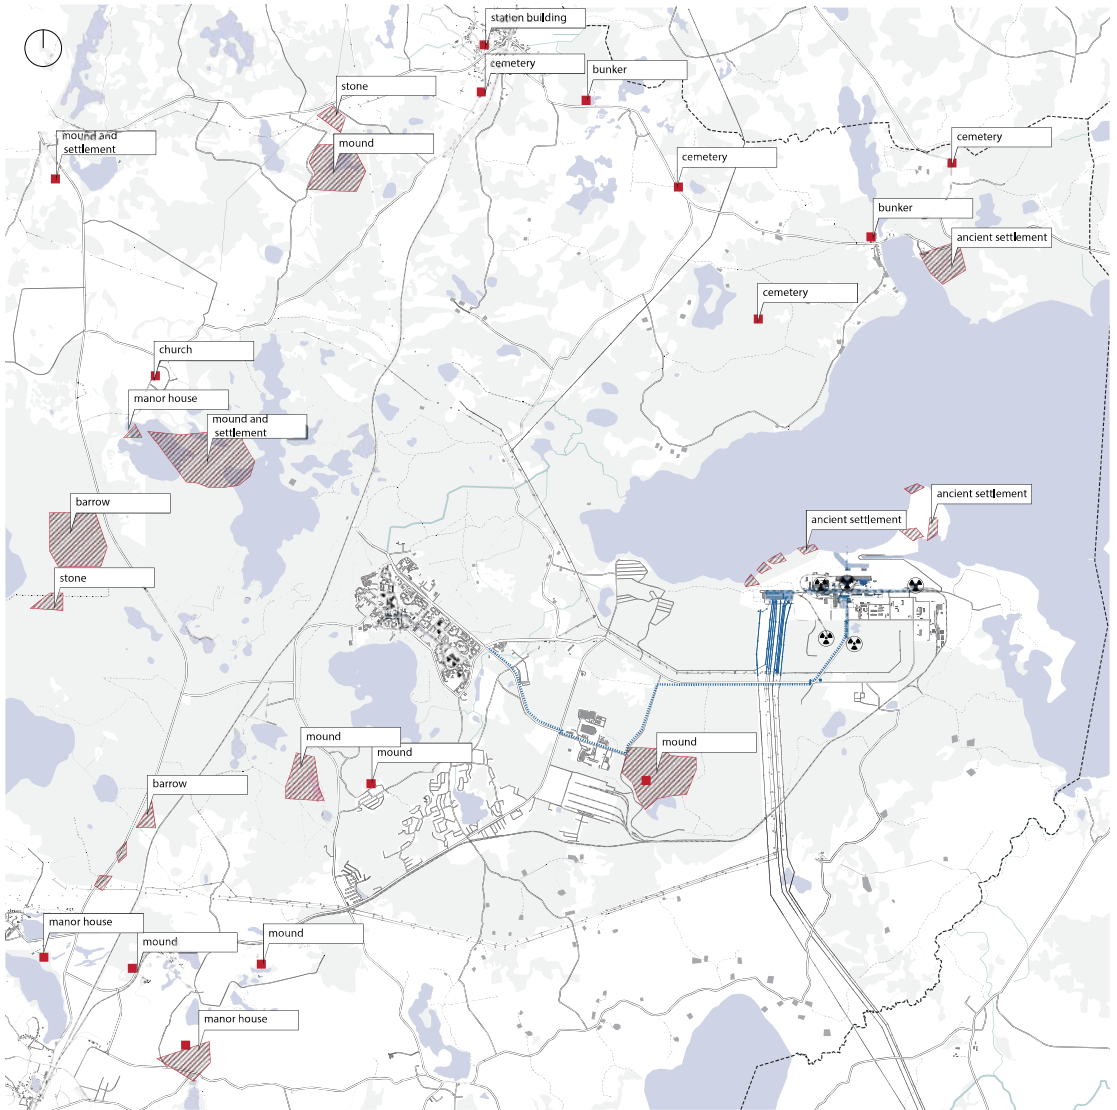 station building
cemetery
bunker
stone
mound and
settlement
mound
cemetery
cemetery
bunker
ancient settlement
cemetery
church
manor house
mound and
settlement
barrow
ancient settlement
ancient settlement
stone
mound
mound
mound
barrow
manor house
mound
mound
manor house